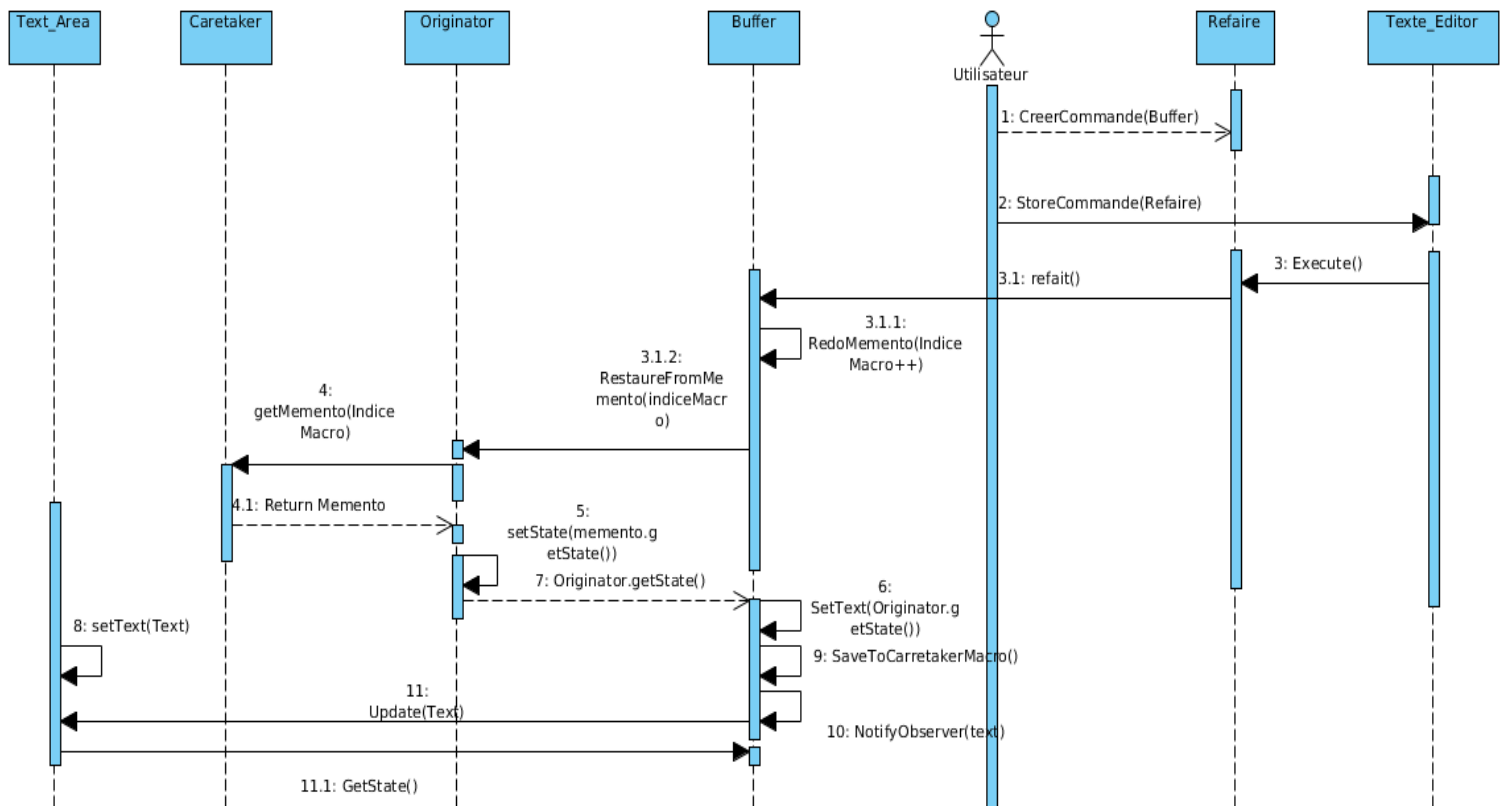 Text_Area
Caretaker
Originator
Buffer
Utilisateur
Refaire
Texte_Editor
1: CreerCommande(Buffer)
2: StoreCommande(Refaire)
3: Execute()
3.1: refait()
3.1.1:
RedoMemento(Indice
Macro++)
3.1.2:
RestaureFromMe
mento(indiceMacr
o)
4:
getMemento(Indice
Macro)
4.1: Return Memento
5:
setState(memento.g
etState())
7: Originator.getState()
6:
SetText(Originator.g
etState())
8: setText(Text)
9: SaveToCarretakerMacro()
11:
Update(Text)
10: NotifyObserver(text)
11.1: GetState()